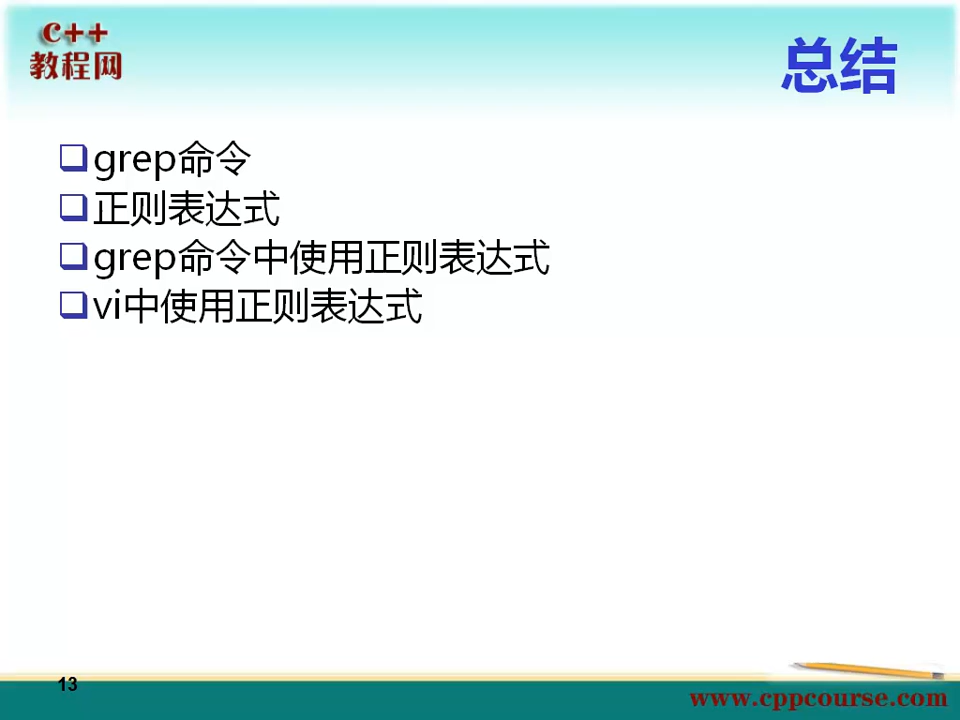 c++
教程网
总结
grep命令
正则表达式
grep命令中使用正则表达式
vi中使用正则表达式
13
www.cppcourse.com